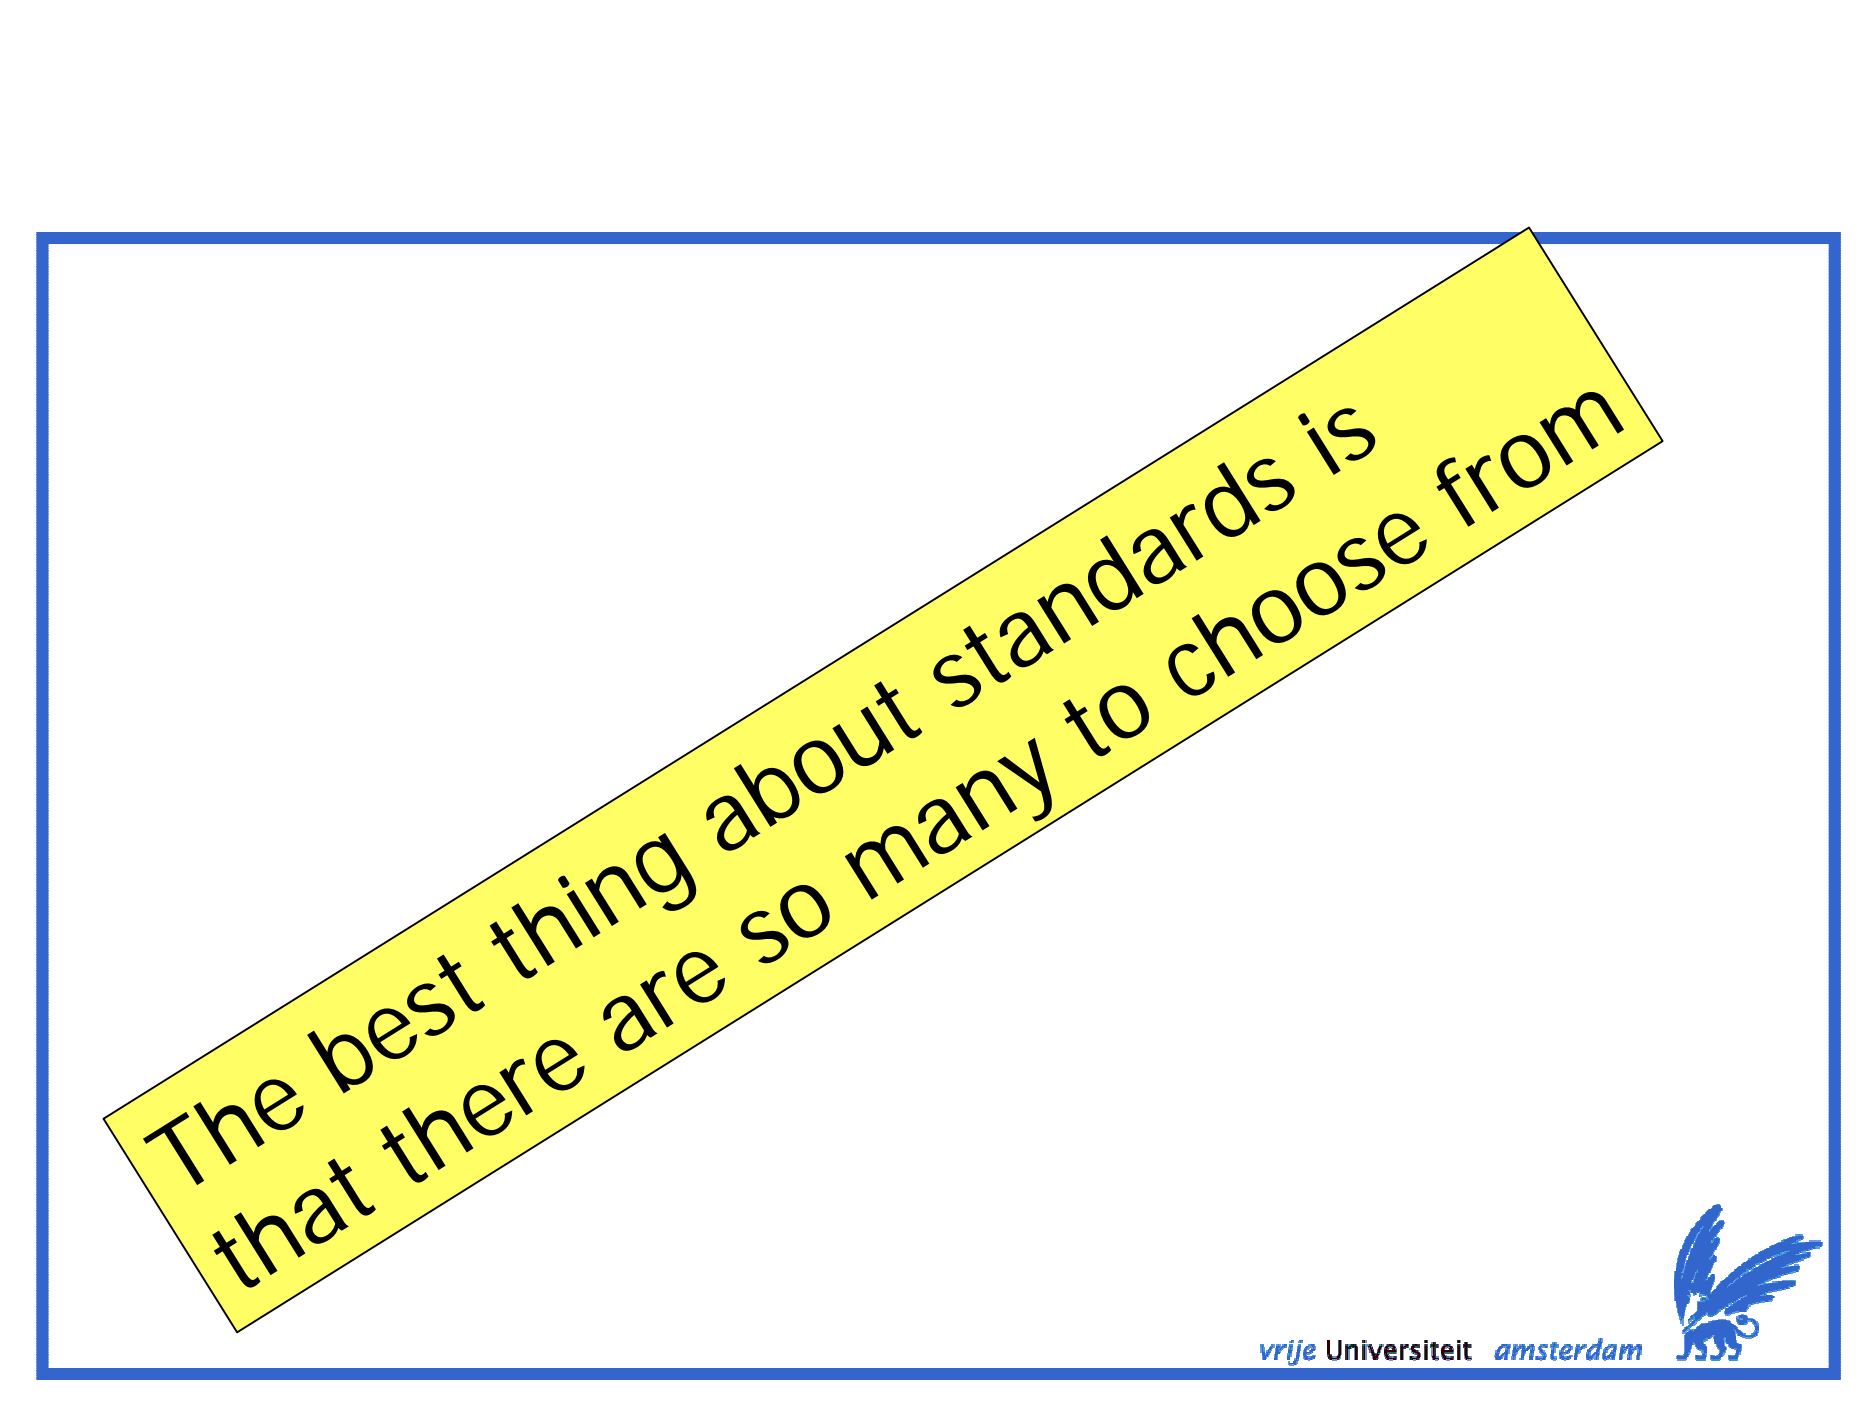 The best thing about standards is
that there are so many to choose from
vrije Universiteit amsterdam